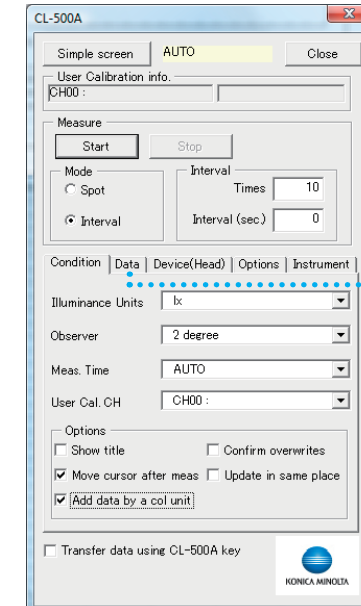 CL-500A
Simple screen AUTO Close
User Calibration info.
CH00 :
Measure
Start Stop
Mode Interval
Spot Times 10
Interval Interval (sec.) 0
Condition Data Device(Head) Options Instrument
Illuminance Units lx
Observer 2 degree
Meas. Time AUTO
User Cal. CH CH00 :
Options
Show title Confirm overwrites
Move cursor after meas Update in same place
Add data by a col unit
Transfer data using CL-500A key
KONICA MINOLTA